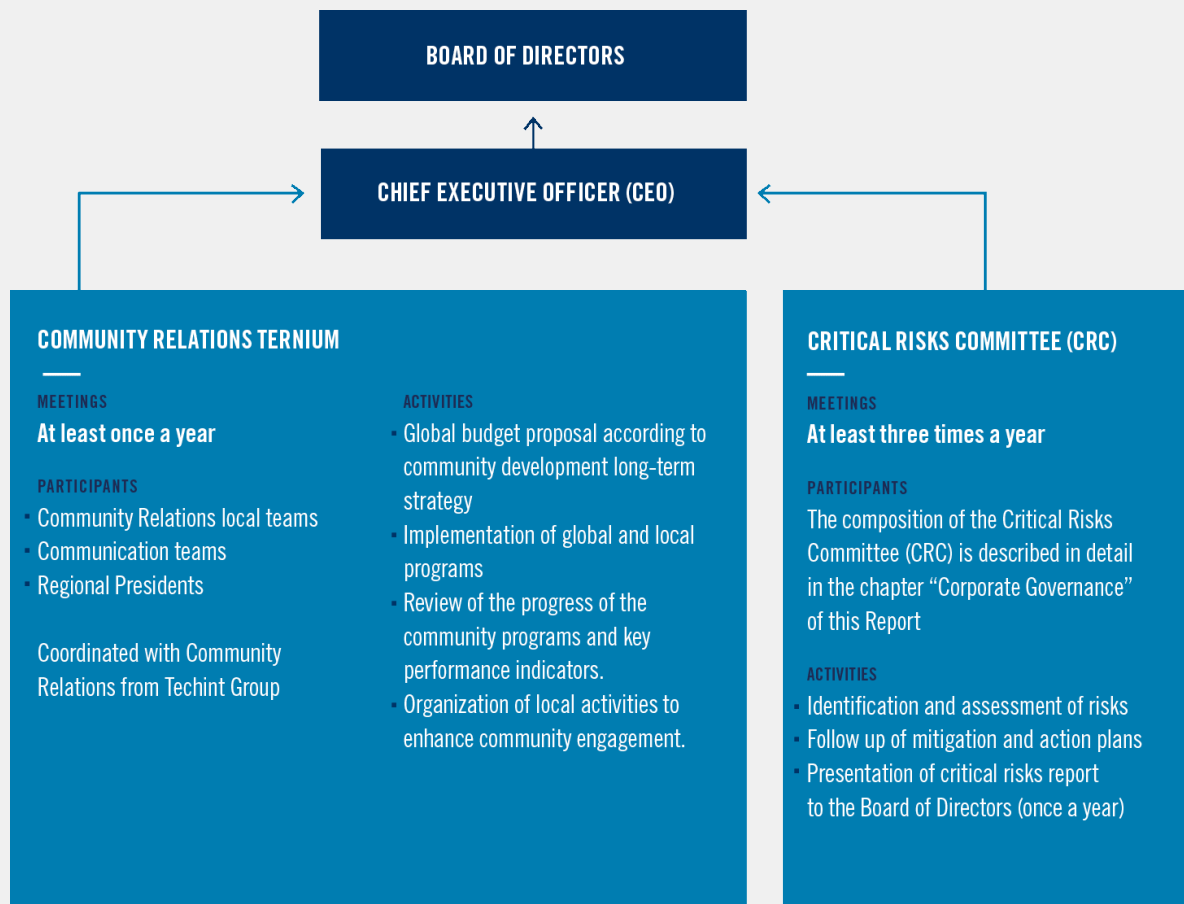 BOARD OF DIRECTORS
CHIEF EXECUTIVE OFFICER (CEO)
COMMUNITY RELATIONS TERNIUM
MEETINGS
At least once a year
PARTICIPANTS
Community Relations local teams
Communication teams
Regional Presidents
Coordinated with Community
Relations from Techint Group
ACTIVITIES
Global budget proposal according to
community development long-term
strategy
Implementation of global and local
programs
Review of the progress of the
community programs and key
performance indicators.
Organization of local activities to
enhance community engagement.
CRITICAL RISKS COMMITTEE (CRC)
MEETINGS
At least three times a year
PARTICIPANTS
The composition of the Critical Risks
Committee (CRC) is described in detail
in the chapter “Corporate Governance”
of this Report
ACTIVITIES
Identification and assessment of risks
Follow up of mitigation and action plans
Presentation of critical risks report
to the Board of Directors (once a year)